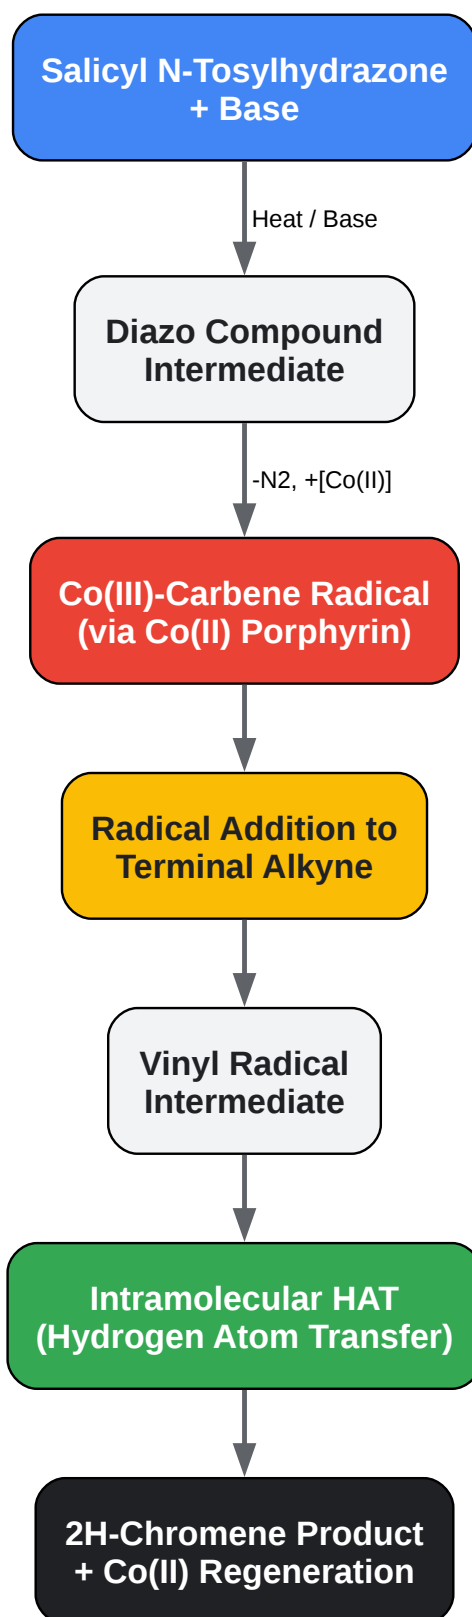 Salicyl N-Tosylhydrazone
+ Base
Heat / Base
Diazo Compound
Intermediate
-N2, +[Co(II)]
Co(III)-Carbene Radical
(via Co(II) Porphyrin)
Radical Addition to
Terminal Alkyne
Vinyl Radical
Intermediate
Intramolecular HAT
(Hydrogen Atom Transfer)
2H-Chromene Product
+ Co(II) Regeneration